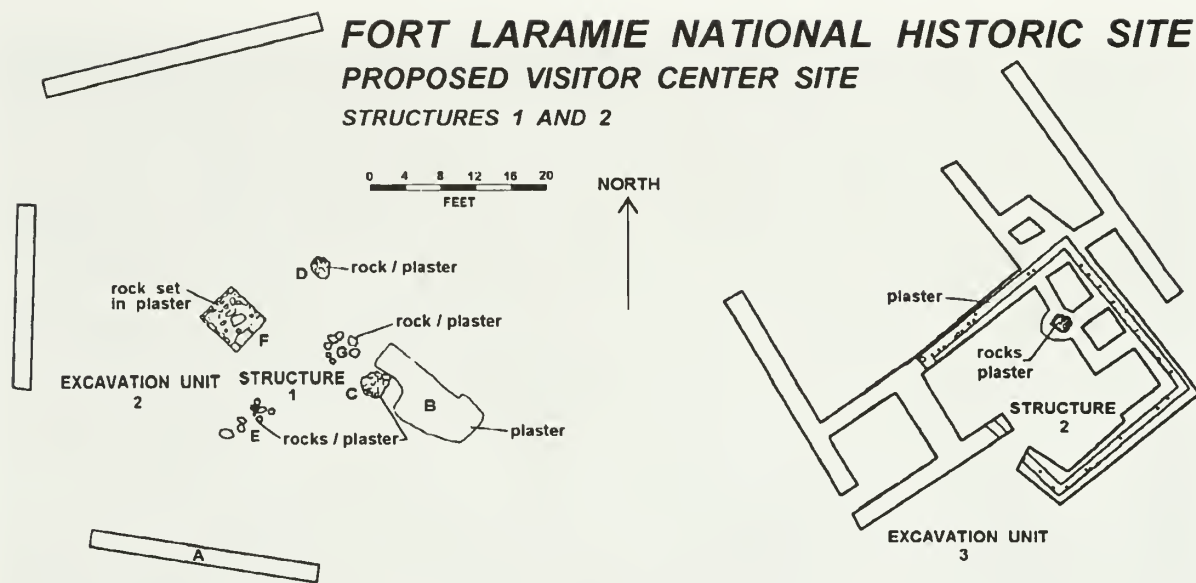 FORT LARAMIE NATIONAL HISTORIC SITE
PROPOSED VISITOR CENTER SITE
STRUCTURES 1 AND 2
0 4 8 12 16 20
FEET
NORTH
D
rock / plaster
rock set
in plaster
F
rock / plaster
G
EXCAVATION UNIT
2
STRUCTURE
1
C
B
E
rocks / plaster
plaster
A
plaster
rocks
plaster
STRUCTURE
2
EXCAVATION UNIT
3